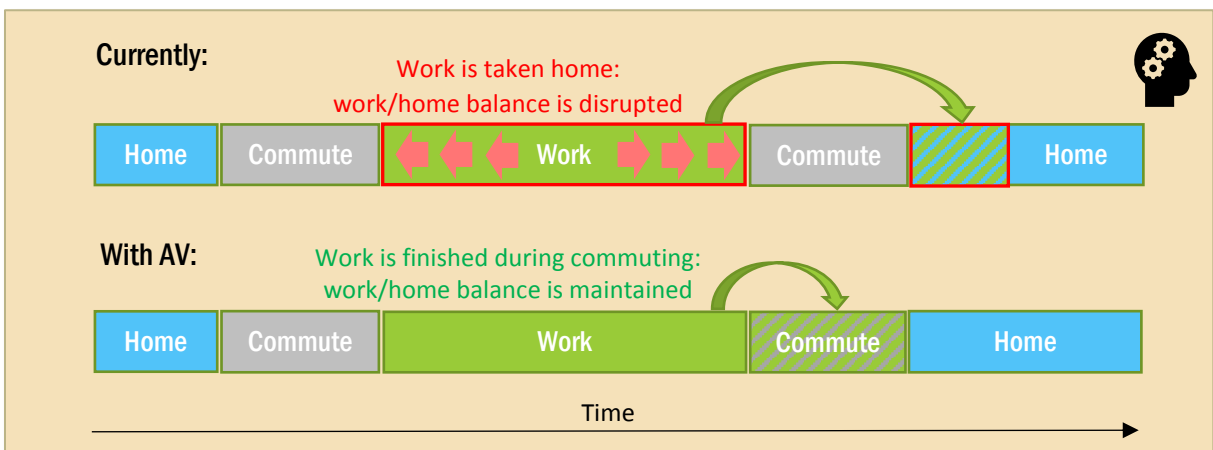 Currently:
Work is taken home:
work/home balance is disrupted
Home Commute Work Commute Home
With AV:
Work is finished during commuting:
work/home balance is maintained
Home Commute Work Commute Home
Time